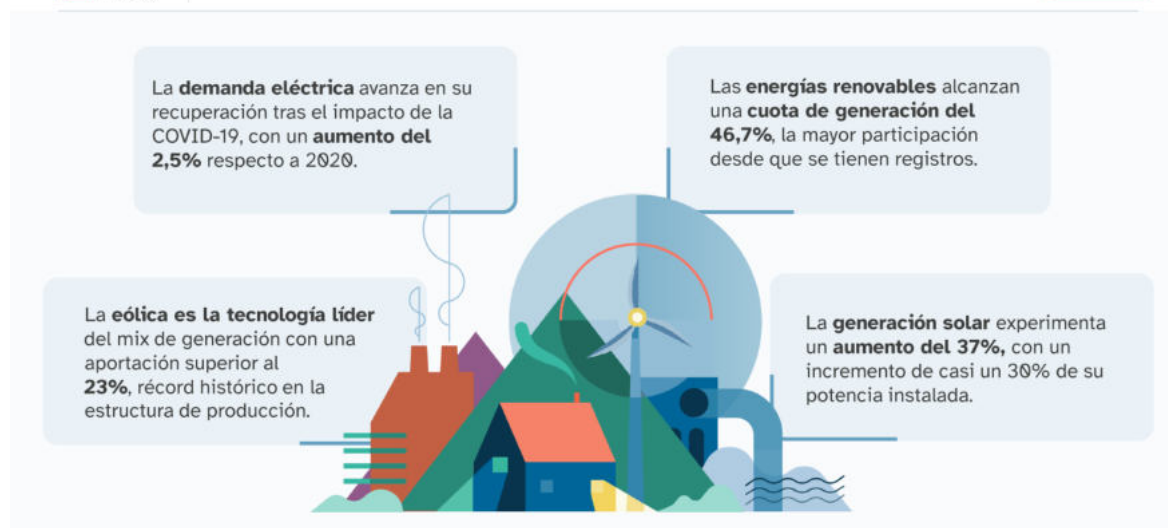 La demanda eléctrica avanza en su
recuperación tras el impacto de la
COVID-19, con un aumento del
2,5% respecto a 2020.
Las energías renovables alcanzan
una cuota de generación del
46,7%, la mayor participación
desde que se tienen registros.
La eólica es la tecnología líder
del mix de generación con una
aportación superior al
23%, récord histórico en la
estructura de producción.
La generación solar experimenta
un aumento del 37%, con un
incremento de casi un 30% de su
potencia instalada.